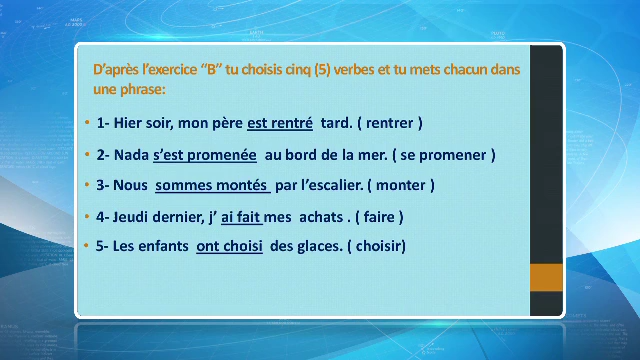 D'après l'exercice "B" tu choisis cinq (5) verbes et tu mets chacun dans
une phrase:
• 1- Hier soir, mon père est rentré tard. ( rentrer )
• 2- Nada s'est promenée au bord de la mer. ( se promener )
• 3- Nous sommes montés par l'escalier. ( monter )
• 4- Jeudi dernier, j' ai fait mes achats . ( faire )
• 5- Les enfants ont choisi des glaces. ( choisir)